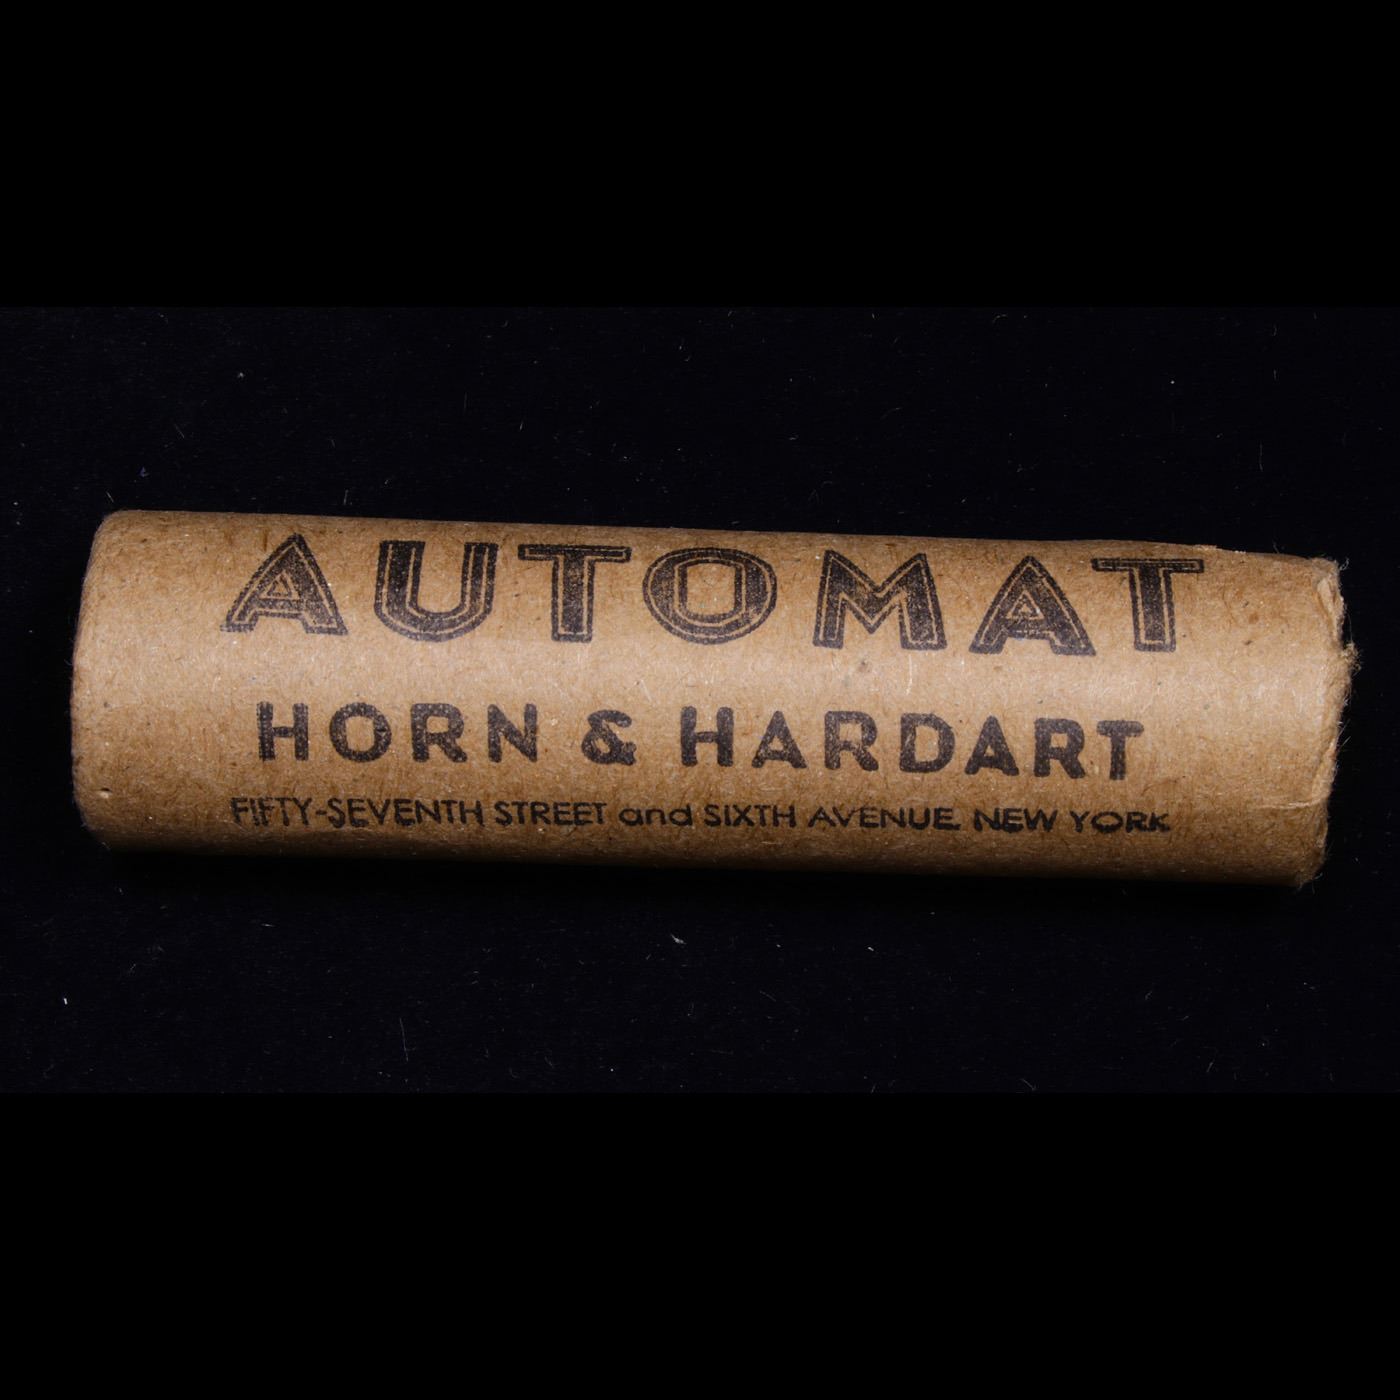 AUTOMAT
HORN & HARDART
FIFTY-SEVENTH STREET and SIXTH AVENUE NEW YORK